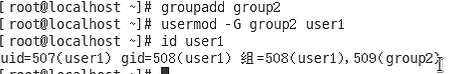 [root@localhost ~]# groupadd group2
[root@localhost ~]# usermod -G group2 user1
[root@localhost ~]# id user1
uid=507(user1) gid=508(user1) 组=508(user1),509(group2)
[root@localhost ~]#